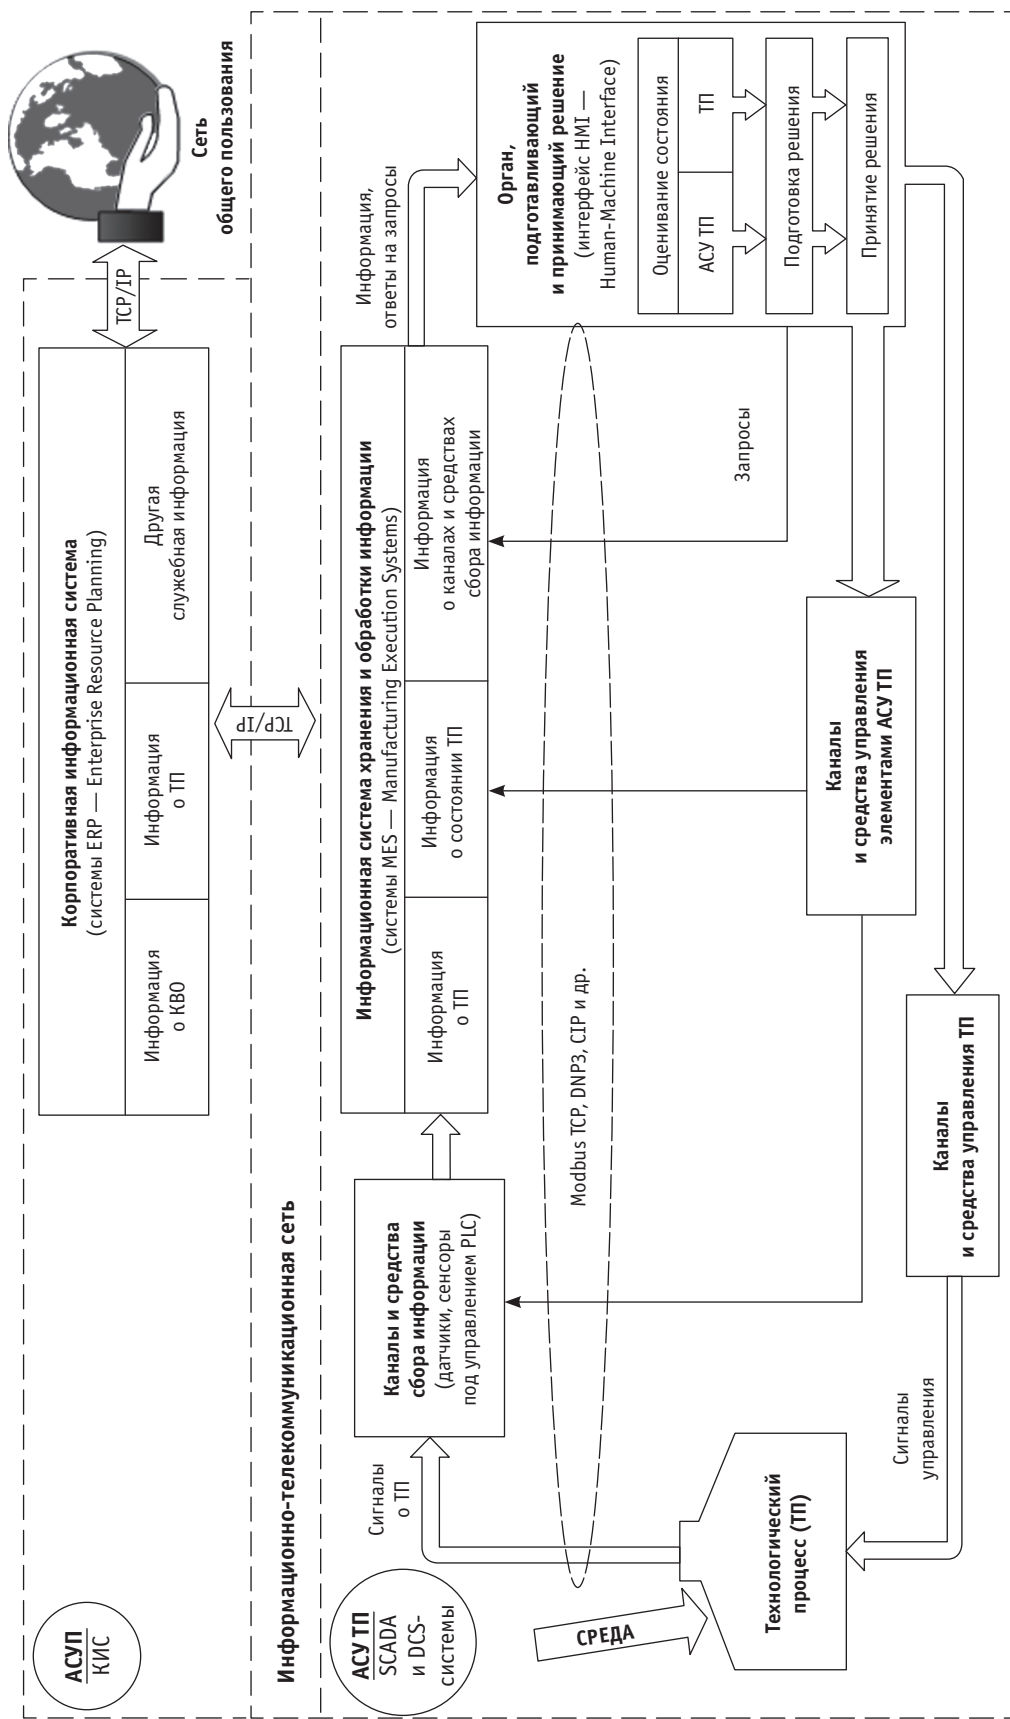 АСУП
КИС
Корпоративная информационная система
(системы ERP — Enterprise Resource Planning)
Информация
о КВО
Информация
о ТП
Другая
служебная информация
TCP/IP
Сеть
общего пользования
TCP/IP
Информационно-телекоммуникационная сеть
АСУ ТП
SCADA
и DCS-
системы
Сигналы
о ТП
Каналы и средства
сбора информации
(датчики, сенсоры
под управлением PLC)
Информационная система хранения и обработки информации
(системы MES — Manufacturing Execution Systems)
Информация
о ТП
Информация
о состоянии ТП
Информация
о каналах и средствах
сбора информации
Информация,
ответы на запросы
Орган,
подготавливающий
и принимающий решение
(интерфейс HMI —
Human-Machine Interface)
Оценивание состояния
АСУ ТП
ТП
Подготовка решения
Принятие решения
Modbus TCP, DNP3, CIP и др.
Запросы
СРЕДА
Технологический
процесс (ТП)
Каналы
и средства управления
элементами АСУ ТП
Каналы
и средства управления ТП
Сигналы
управления